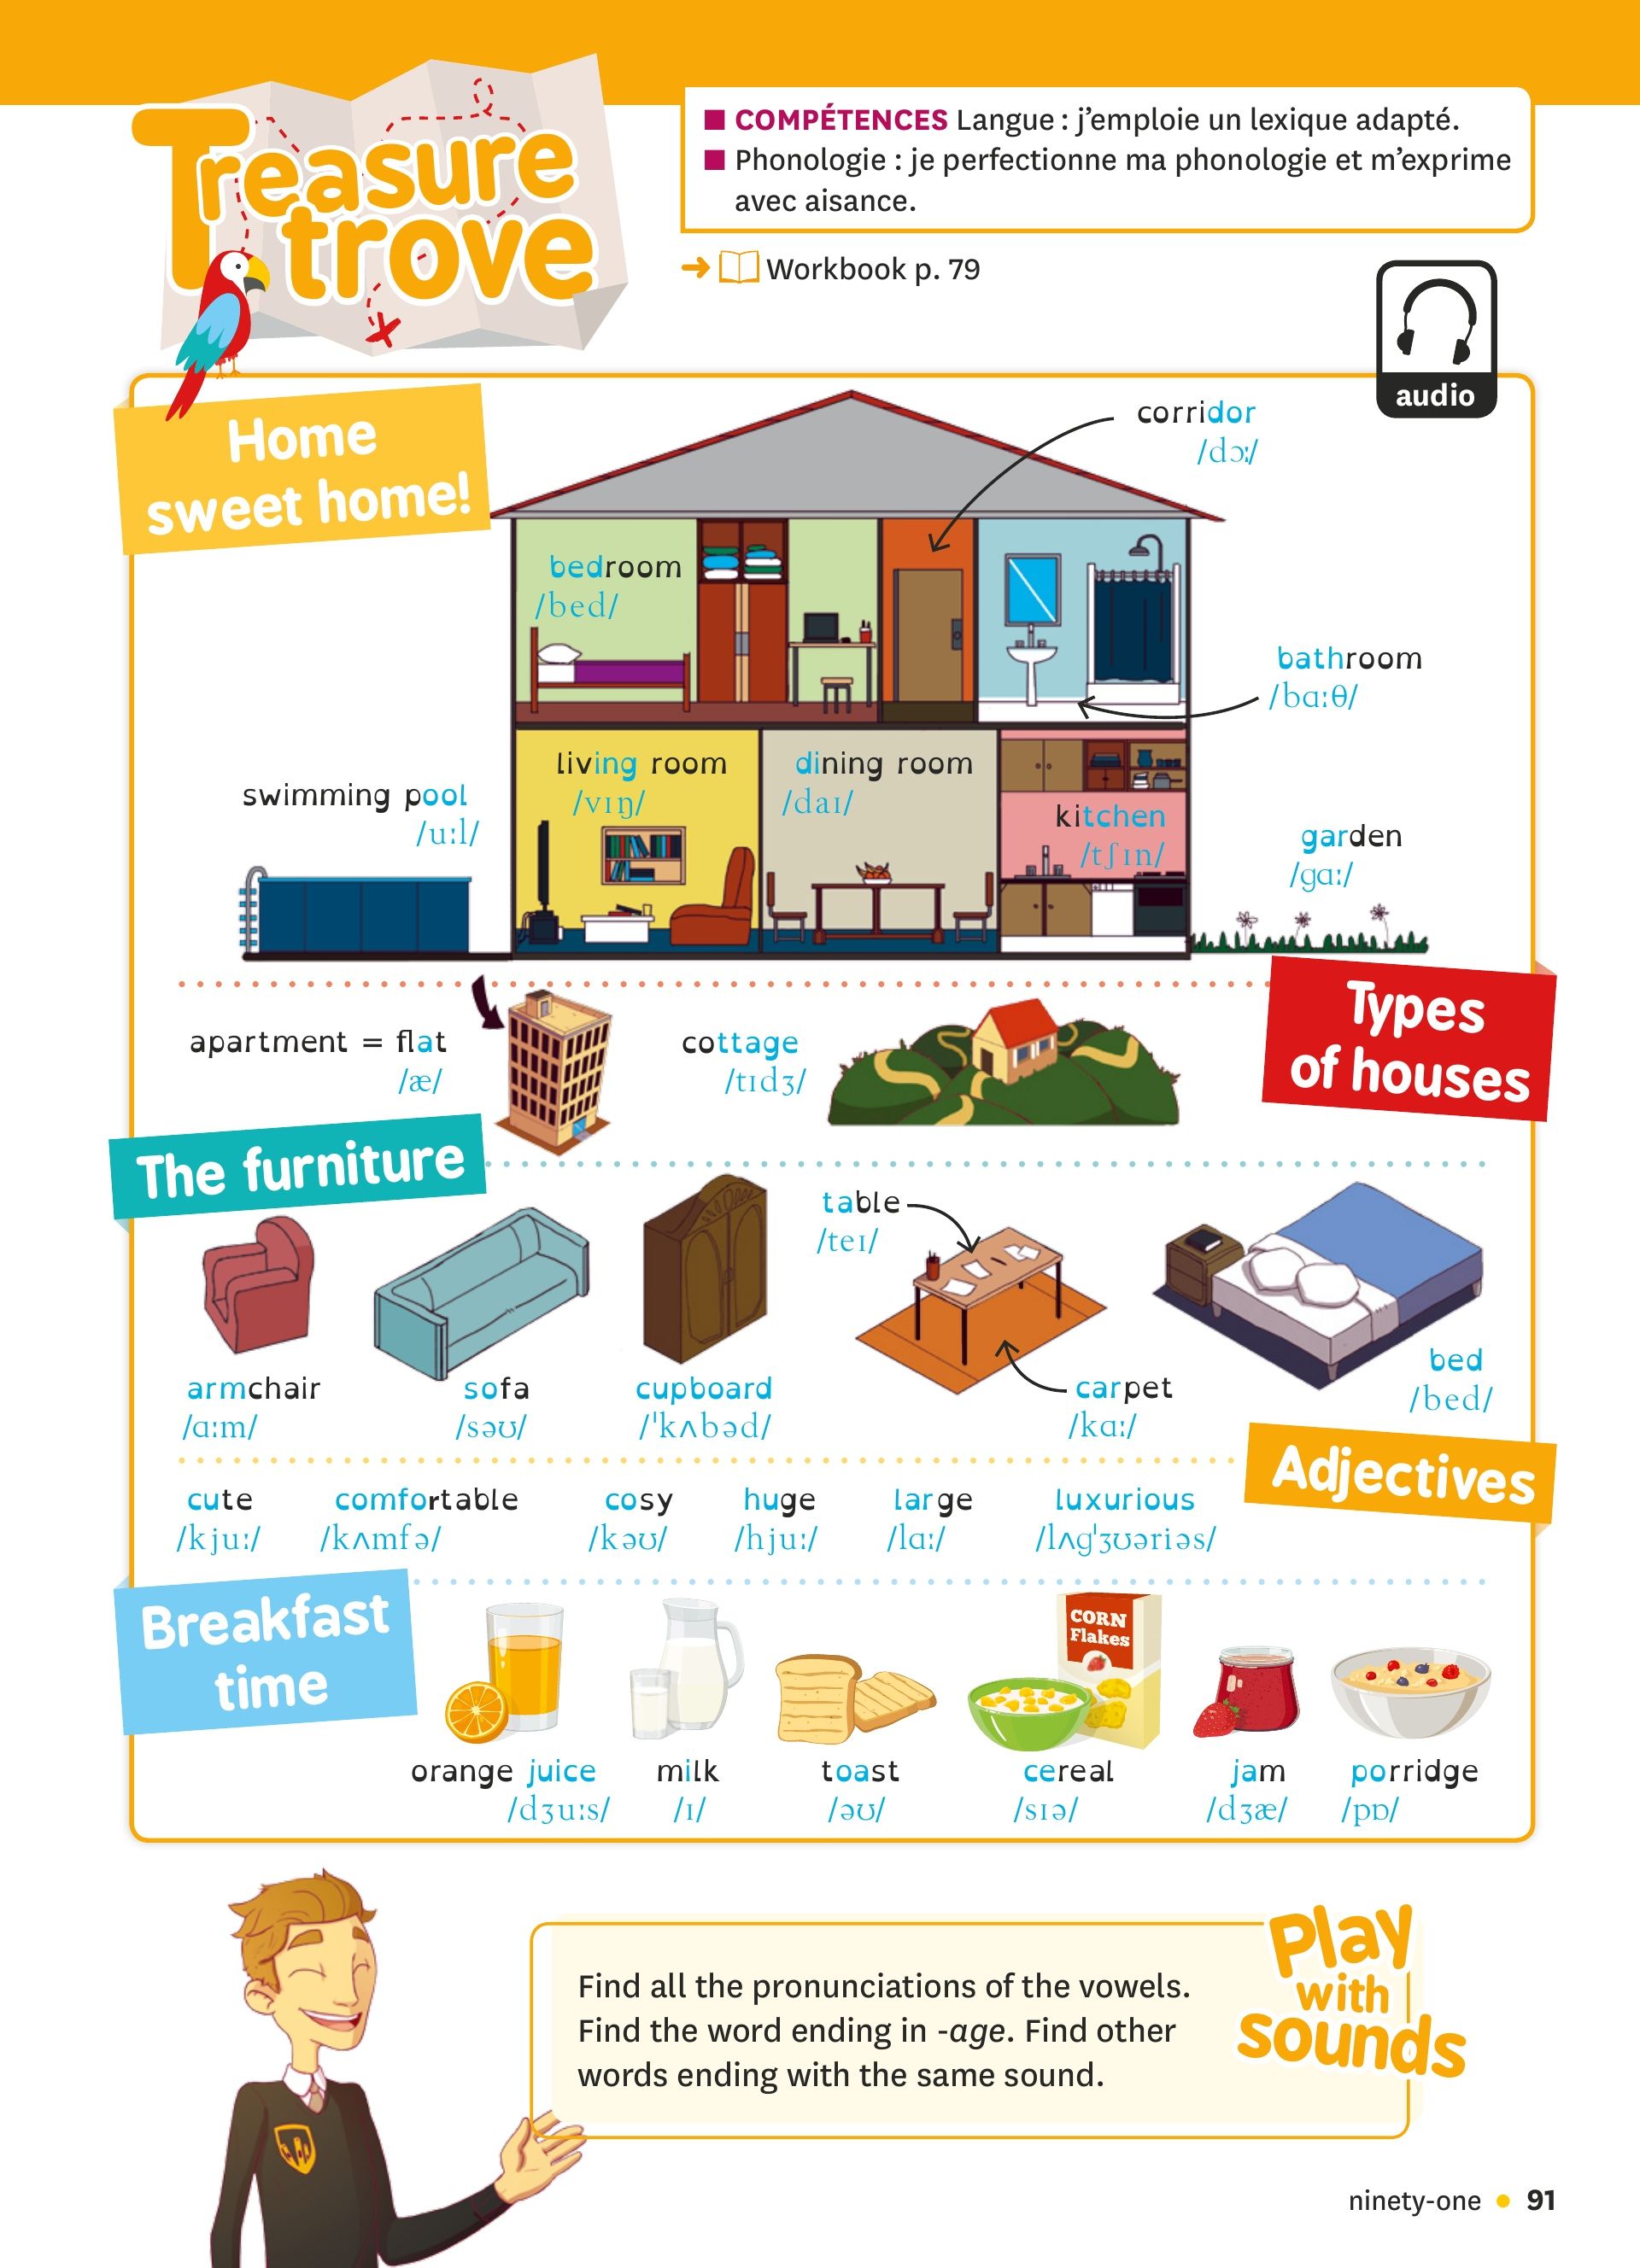 Treasure
trove
■ COMPÉTENCES Langue : j’emploie un lexique adapté.
■ Phonologie : je perfectionne ma phonologie et m’exprime
avec aisance.
➔ Workbook p. 79
audio
Home
sweet home!
corridor
/dɔː/
bedroom
/bed/
bathroom
/bɑːθ/
living room
/vɪŋ/
dining room
/daɪ/
kitchen
/tʃɪn/
swimming pool
/uːl/
garden
/gɑː/
Types
of houses
apartment = flat
/æ/
cottage
/tɪdʒ/
The furniture
table
/teɪ/
armchair
/ɑːm/
sofa
/səʊ/
cupboard
/ˈkʌbəd/
carpet
/kɑː/
bed
/bed/
Adjectives
cute comfortable cosy huge large luxurious
/kjuː/ /kʌmfə/ /kəʊ/ /hjuː/ /lɑː/ /lʌgˈʒʊəriəs/
Breakfast
time
CORN
Flakes
orange juice milk toast cereal jam porridge
/dʒuːs/ /ɪ/ /əʊ/ /sɪə/ /dʒæ/ /pɒ/
Play
with
sounds
Find all the pronunciations of the vowels.
Find the word ending in -age. Find other
words ending with the same sound.
ninety-one • 91